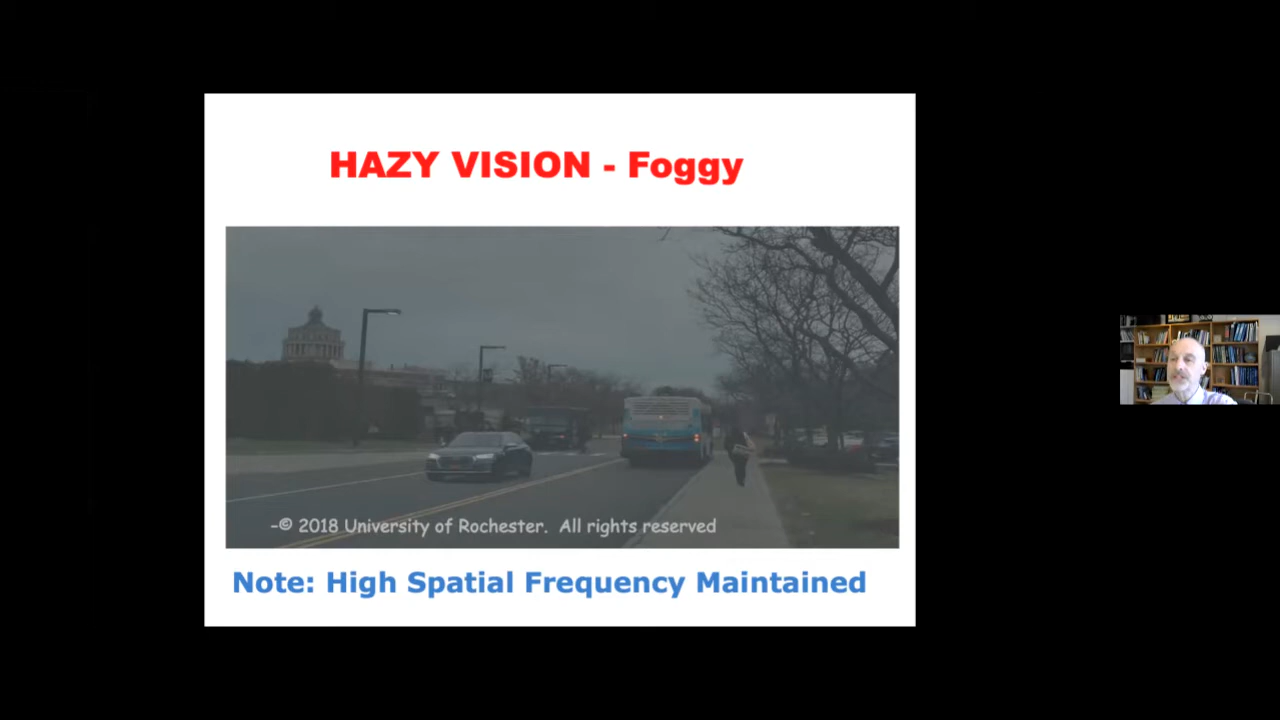 HAZY VISION - Foggy
-© 2018 University of Rochester. All rights reserved
Note: High Spatial Frequency Maintained